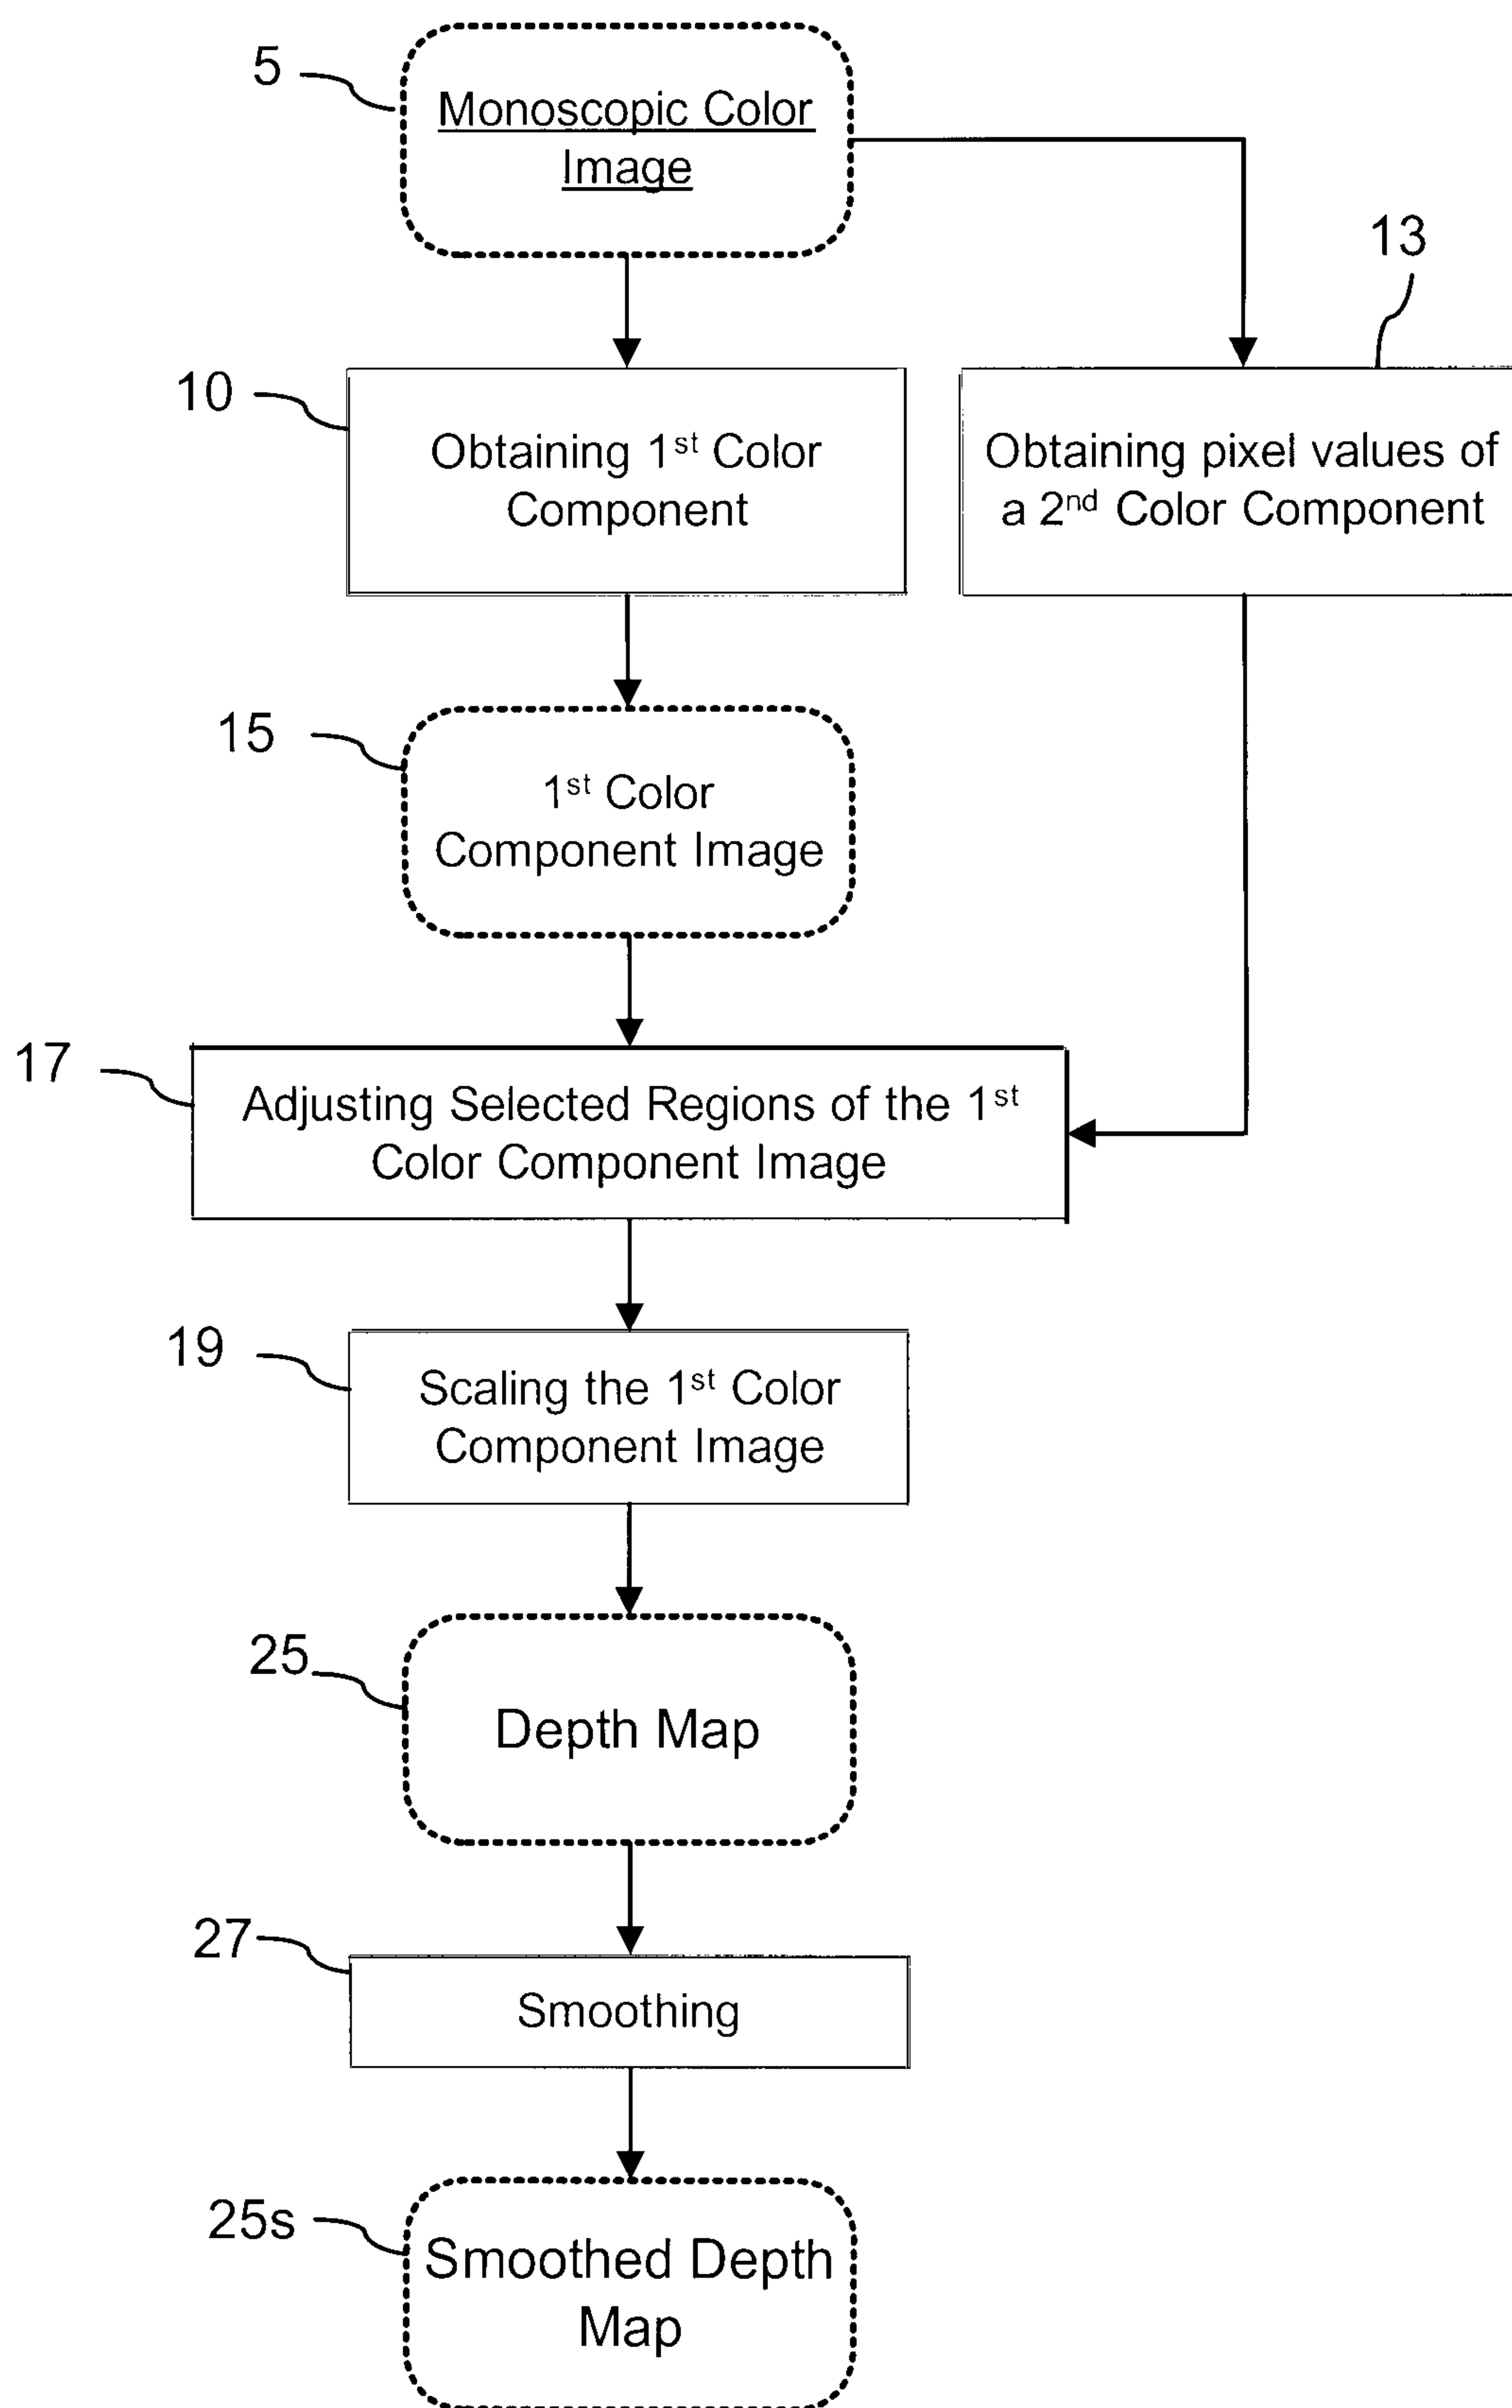 5
Monoscopic Color
Image
13
10
Obtaining 1st Color
Component
Obtaining pixel values of
a 2nd Color Component
15
1st Color
Component Image
17
Adjusting Selected Regions of the 1st
Color Component Image
19
Scaling the 1st Color
Component Image
25
Depth Map
27
Smoothing
25s
Smoothed Depth
Map